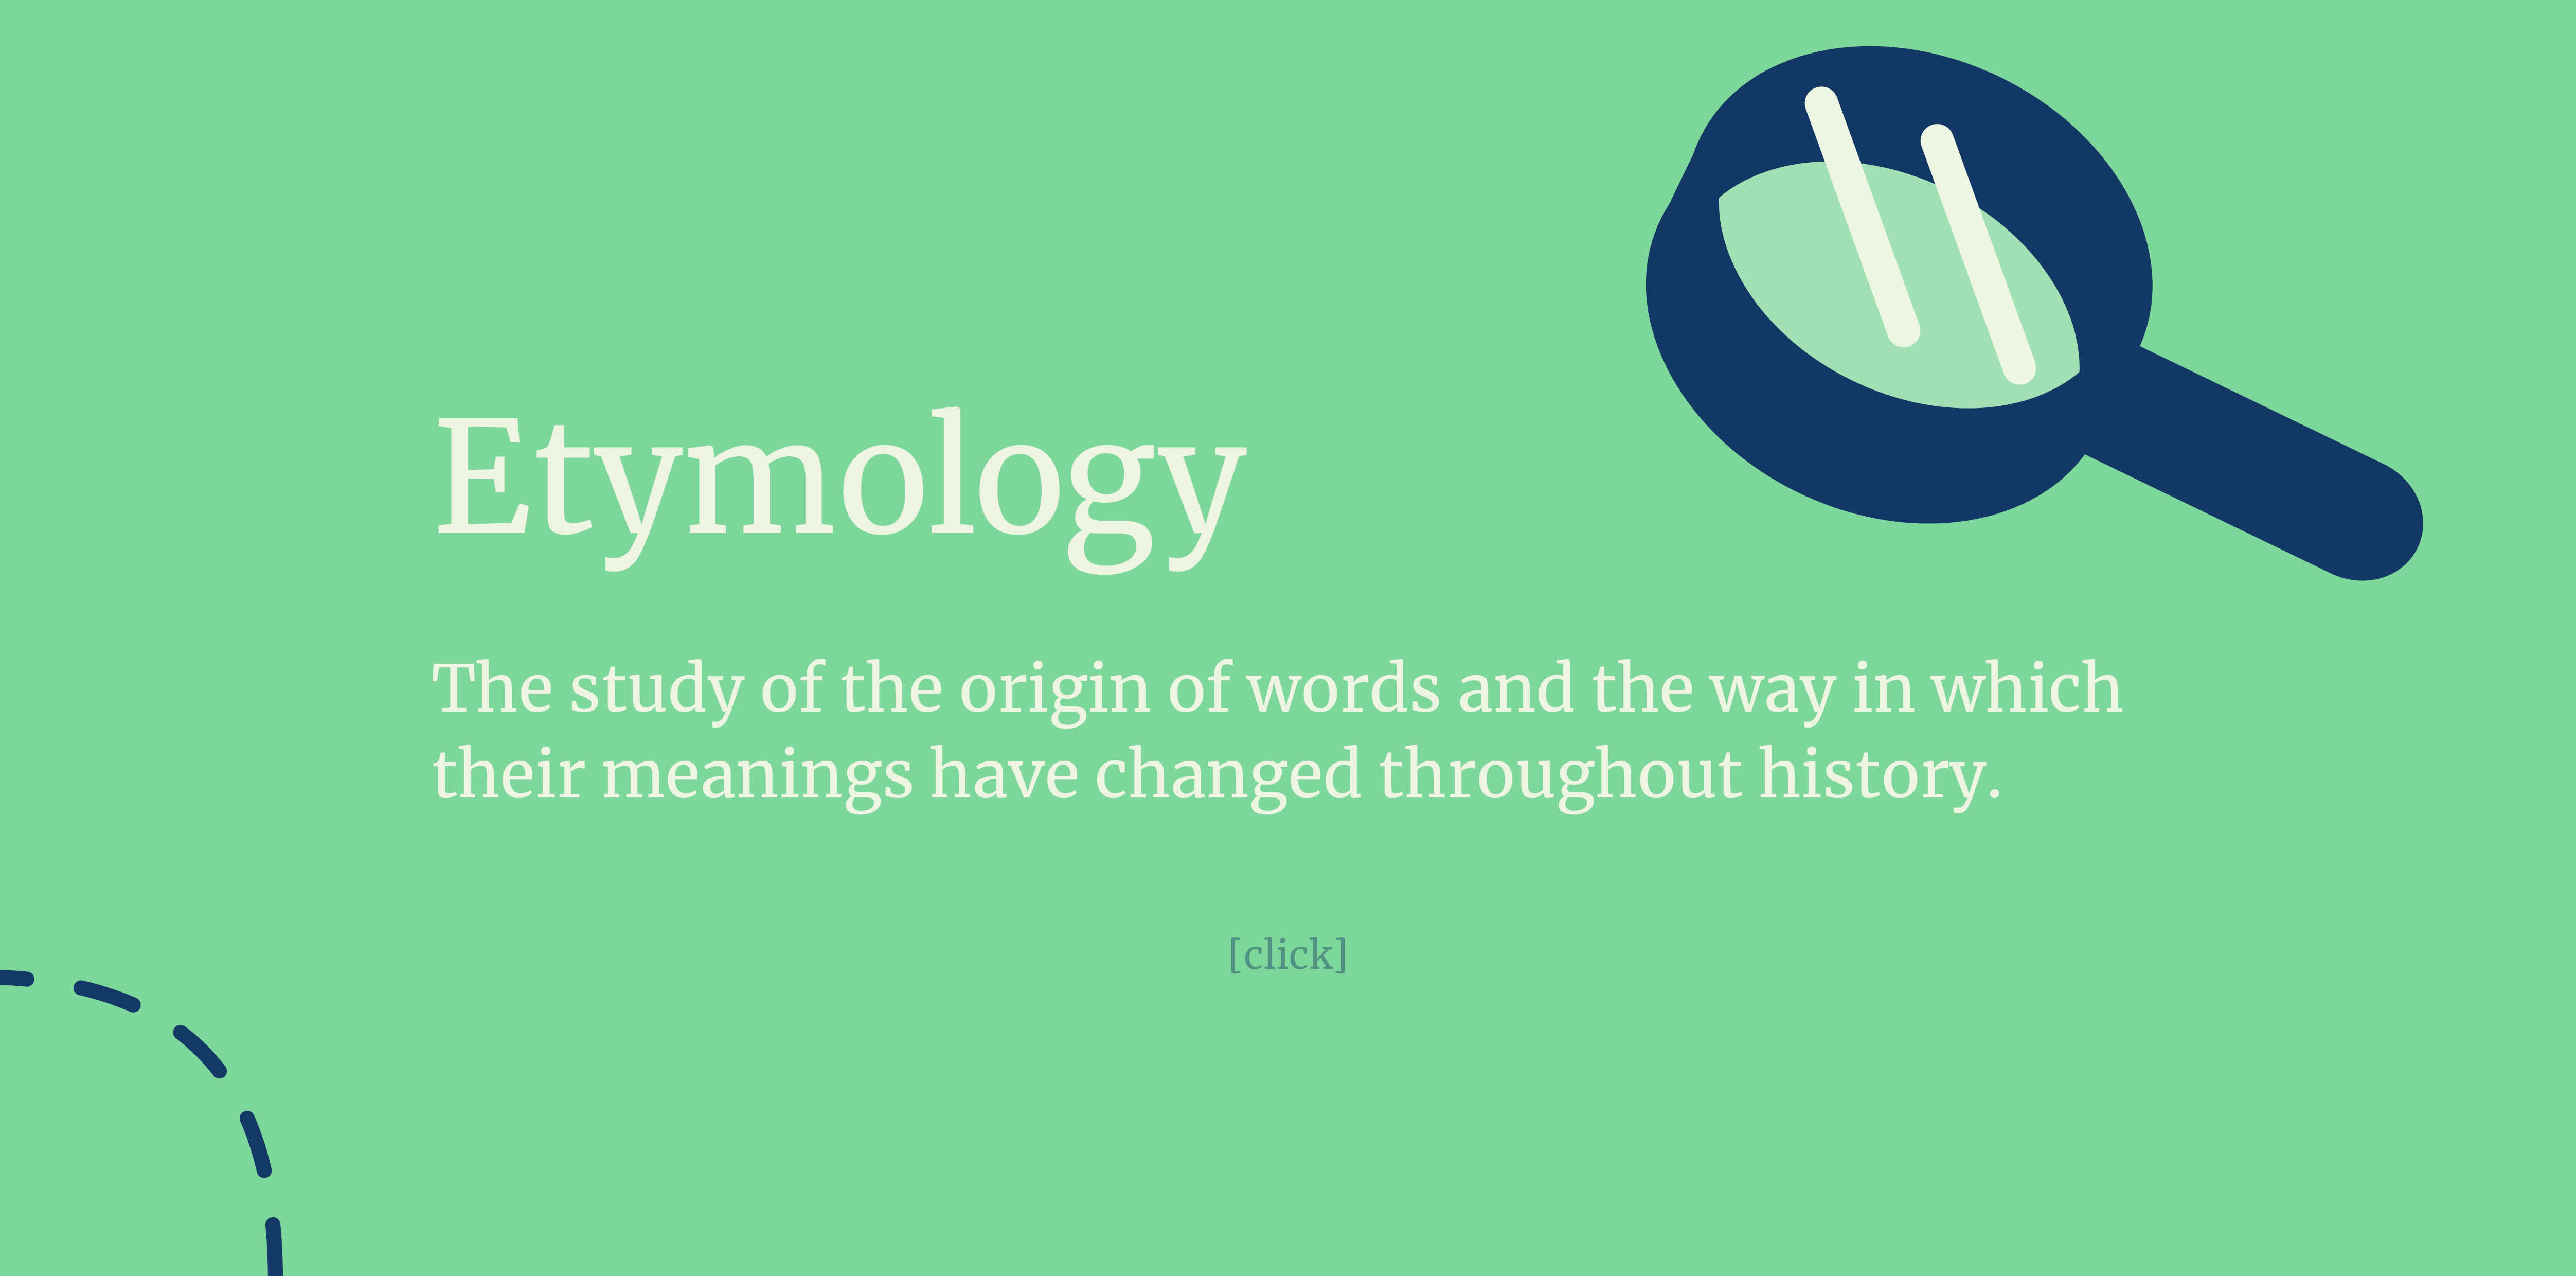 Etymology
The study of the origin of words and the way in which
their meanings have changed throughout history.
[click]